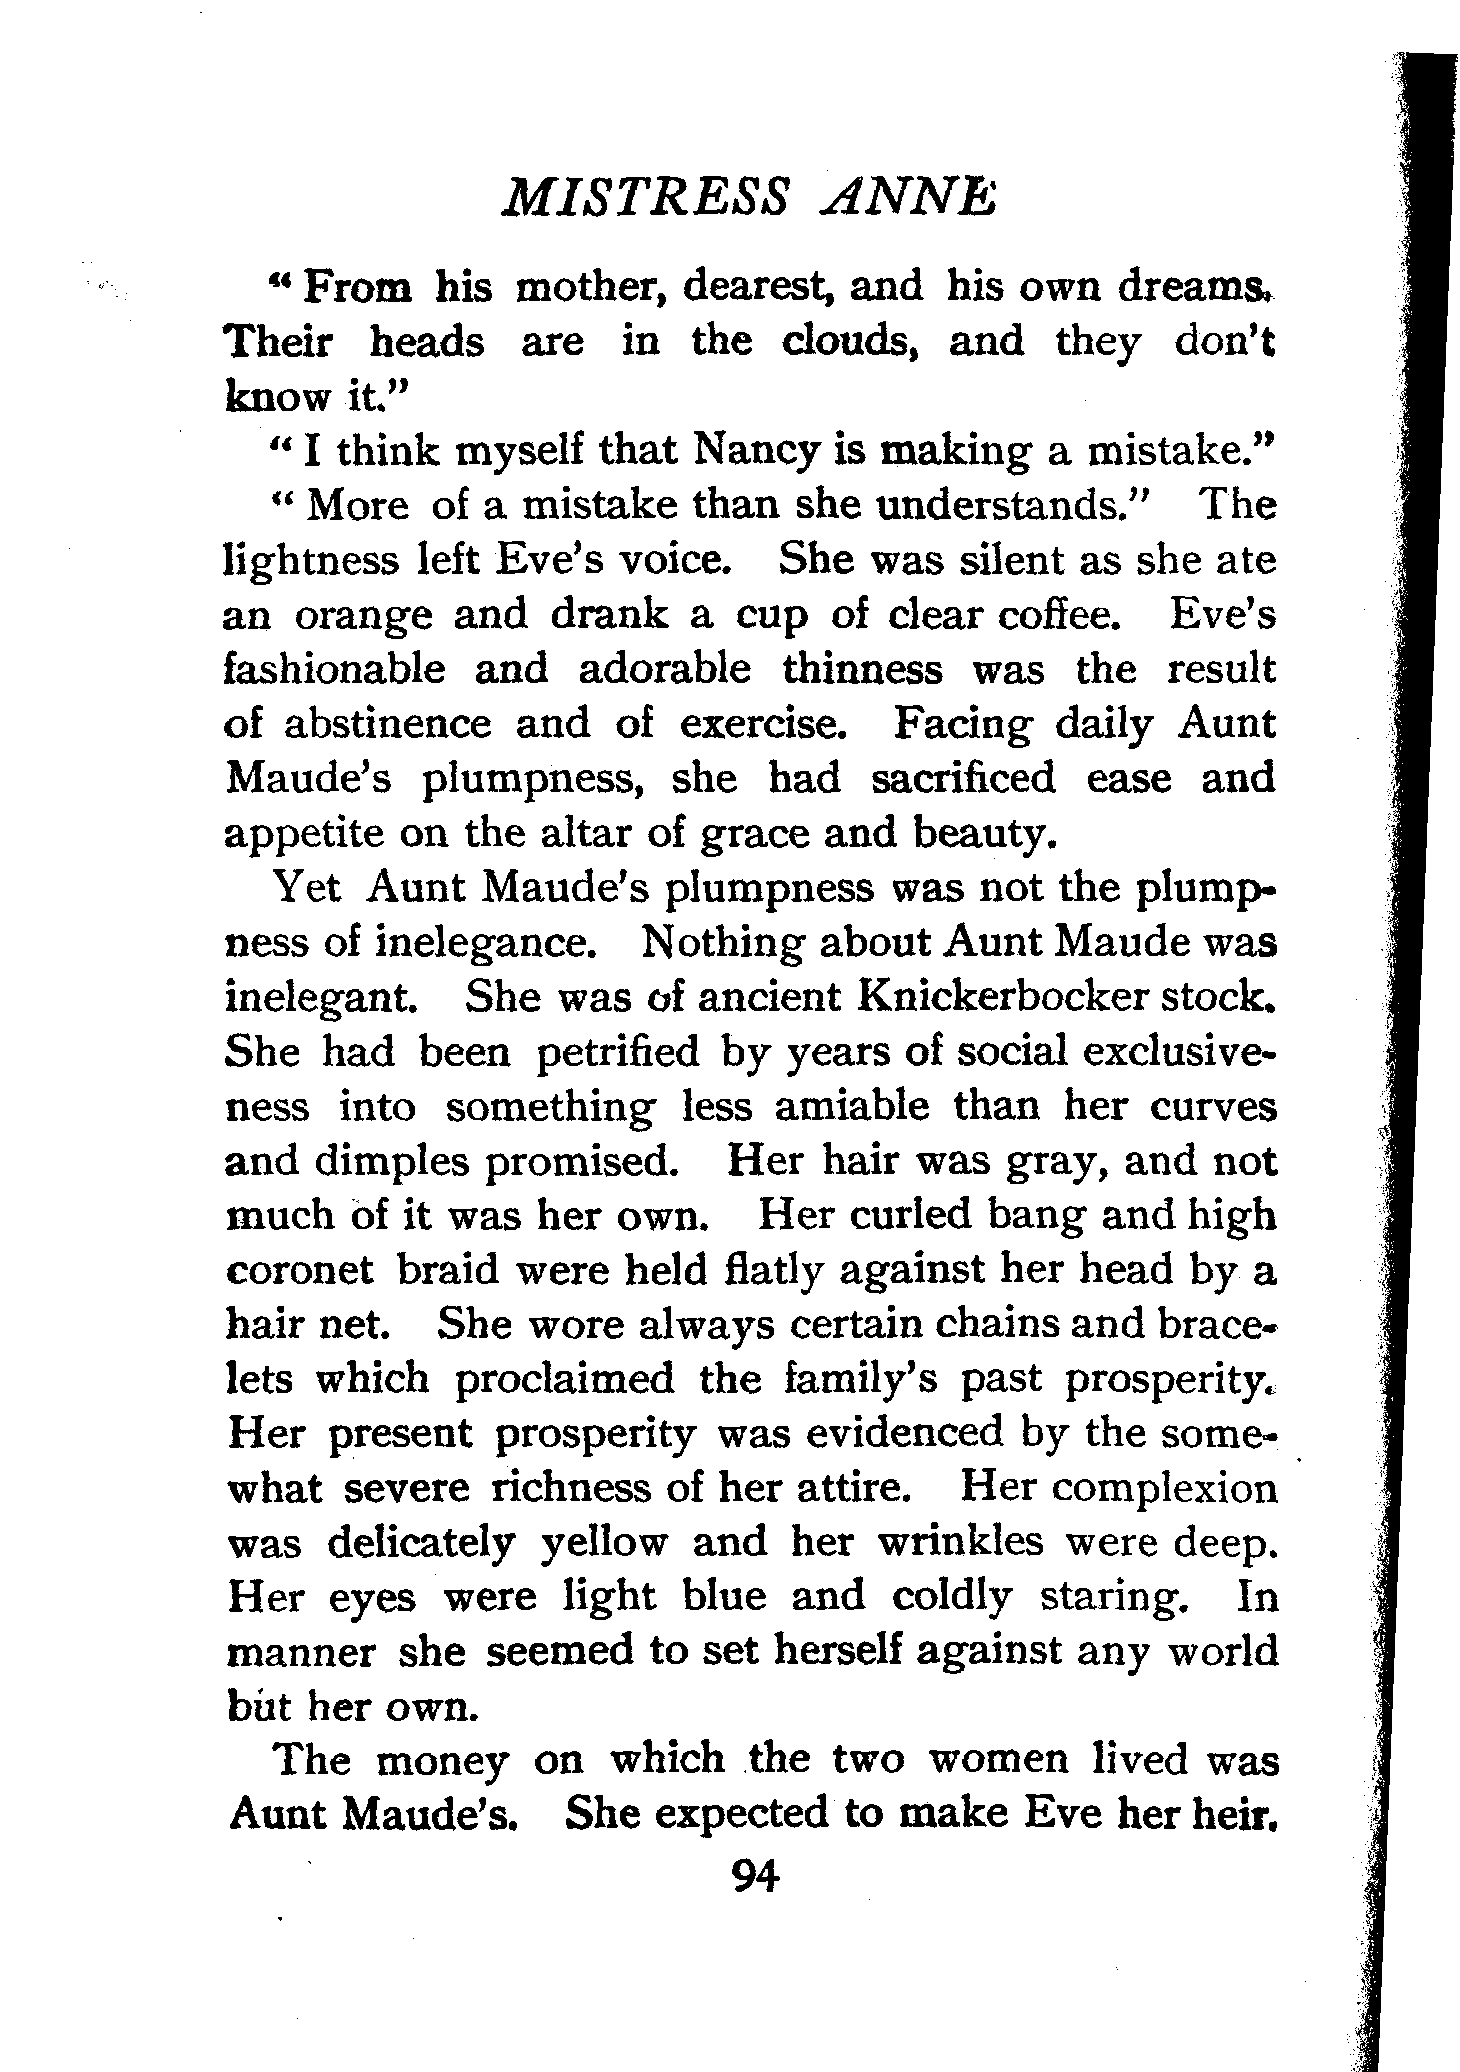 MISTRESS ANNE
“ From his mother, dearest, and his own dreams.
Their heads are in the clouds, and they don't
know it.”
“ I think myself that Nancy is making a mistake.”
“ More of a mistake than she understands.” The
lightness left Eve's voice. She was silent as she ate
an orange and drank a cup of clear coffee. Eve's
fashionable and adorable thinness was the result
of abstinence and of exercise. Facing daily Aunt
Maude's plumpness, she had sacrificed ease and
appetite on the altar of grace and beauty.
Yet Aunt Maude's plumpness was not the plump-
ness of inelegance. Nothing about Aunt Maude was
inelegant. She was of ancient Knickerbocker stock.
She had been petrified by years of social exclusive-
ness into something less amiable than her curves
and dimples promised. Her hair was gray, and not
much of it was her own. Her curled bang and high
coronet braid were held flatly against her head by a
hair net. She wore always certain chains and brace-
lets which proclaimed the family's past prosperity.
Her present prosperity was evidenced by the some-
what severe richness of her attire. Her complexion
was delicately yellow and her wrinkles were deep.
Her eyes were light blue and coldly staring. In
manner she seemed to set herself against any world
but her own.
The money on which the two women lived was
Aunt Maude's. She expected to make Eve her heir.
94